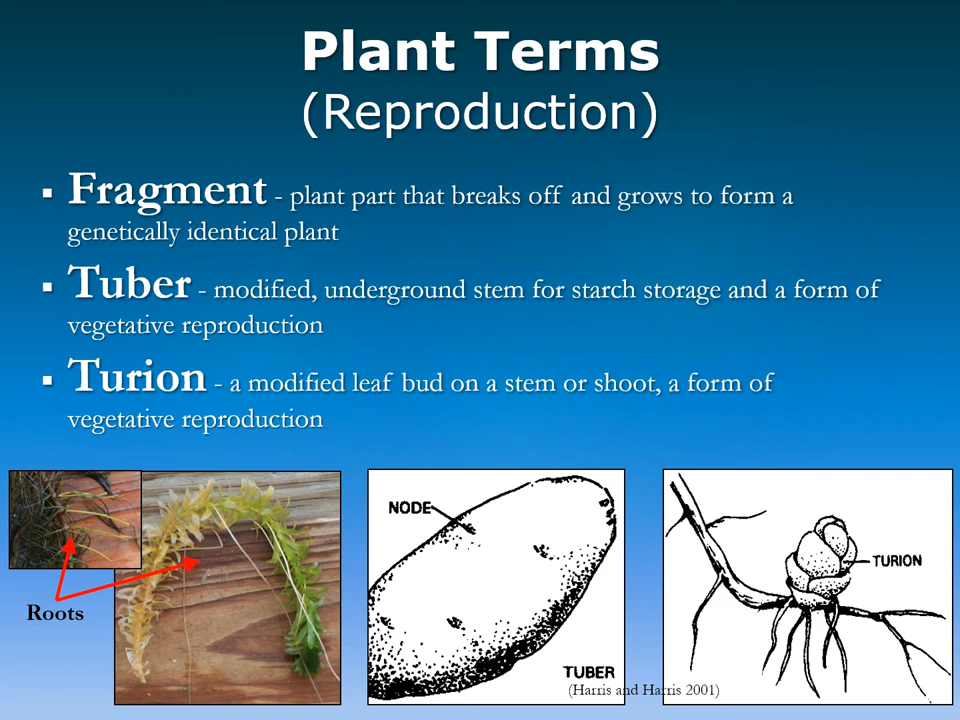 Plant Terms
(Reproduction)
▪ Fragment - plant part that breaks off and grows to form a
genetically identical plant
▪ Tuber - modified, underground stem for starch storage and a form of
vegetative reproduction
▪ Turion - a modified leaf bud on a stem or shoot, a form of
vegetative reproduction
Roots
NODE
TUBER
TURION
(Harris and Harris 2001)